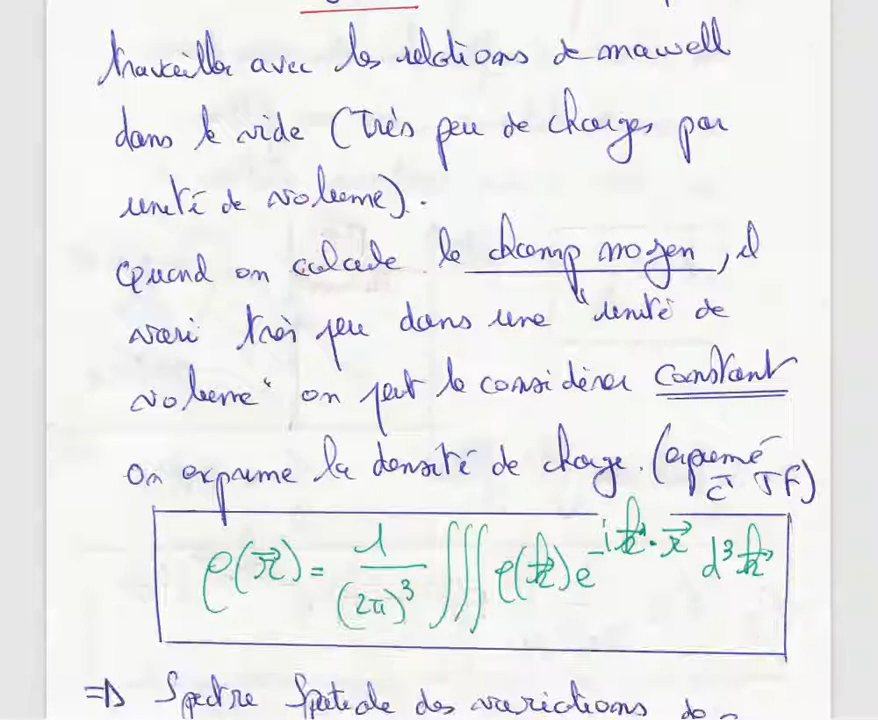 travailler avec les relations de maxwell
dans le vide (Très peu de charges par
unité de volume).
Quand on calcule le champ moyen, il
vari très peu dans une "unité de
volume" on peut le considérer constant
On exprime la densité de charge. (exprimé
TF)
ρ(r⃗) = 1/(2π)³ ∭ ρ(k⃗) e^(-i k⃗·r⃗) d³k⃗
=> Spectre Spatiale des variations de